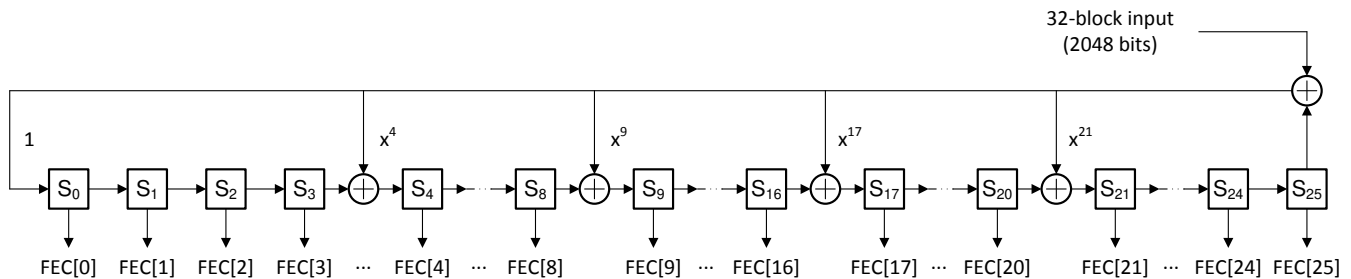 32-block input
(2048 bits)
1 x⁴ x⁹ x¹⁷ x²¹
S₀ S₁ S₂ S₃ S₄ S₈ S₉ S₁₆ S₁₇ S₂₀ S₂₁ S₂₄ S₂₅
FEC[0] FEC[1] FEC[2] FEC[3] ... FEC[4] ... FEC[8] FEC[9] ... FEC[16] FEC[17] ... FEC[20] FEC[21] ... FEC[24] FEC[25]